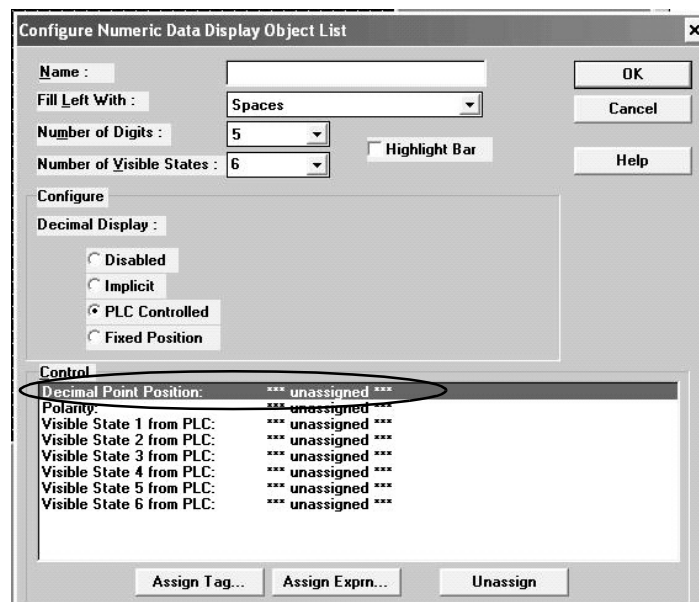 Configure Numeric Data Display Object List
Name :
OK
Fill Left With :
Spaces
Cancel
Number of Digits :
5
Highlight Bar
Number of Visible States :
6
Help
Configure
Decimal Display :
Disabled
Implicit
PLC Controlled
Fixed Position
Control
Decimal Point Position: *** unassigned ***
Polarity: *** unassigned ***
Visible State 1 from PLC: *** unassigned ***
Visible State 2 from PLC: *** unassigned ***
Visible State 3 from PLC: *** unassigned ***
Visible State 4 from PLC: *** unassigned ***
Visible State 5 from PLC: *** unassigned ***
Visible State 6 from PLC: *** unassigned ***
Assign Tag... Assign Exprn... Unassign